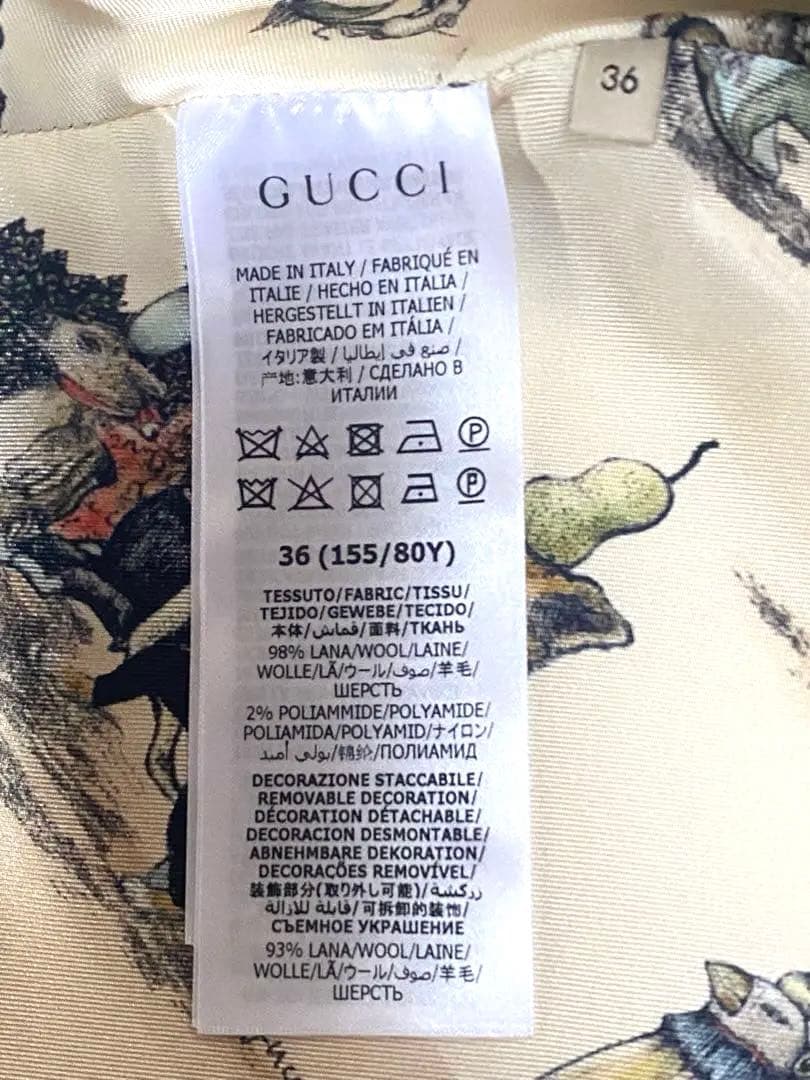 36
GUCCI
MADE IN ITALY / FABRIQUÉ EN
ITALIE / HECHO EN ITALIA /
HERGESTELLT IN ITALIEN /
FABRICADO EM ITÁLIA /
イタリア製 / صنع في إيطاليا /
产地:意大利 / СДЕЛАНО В
ИТАЛИИ
P
P
36 (155/80Y)
TESSUTO/FABRIC/TISSU/
TEJIDO/GEWEBE/TECIDO/
本体/قماش/面料/ТКАНЬ
98% LANA/WOOL/LAINE/
WOLLE/LÃ/ウール/صوف/羊毛/
ШЕРСТЬ
2% POLIAMMIDE/POLYAMIDE/
POLIAMIDA/POLYAMID/ナイロン/
بولي أميد/锦纶/ПОЛИАМИД
DECORAZIONE STACCABILE/
REMOVABLE DECORATION/
DÉCORATION DÉTACHABLE/
DECORACION DESMONTABLE/
ABNEHMBARE DEKORATION/
DECORAÇÕES REMOVÍVEL/
装飾部分(取り外し可能)/زركشة
قابلة للازالة/可拆卸的装饰/
СЪЕМНОЕ УКРАШЕНИЕ
93% LANA/WOOL/LAINE/
WOLLE/LÃ/ウール/صوف/羊毛/
ШЕРСТЬ